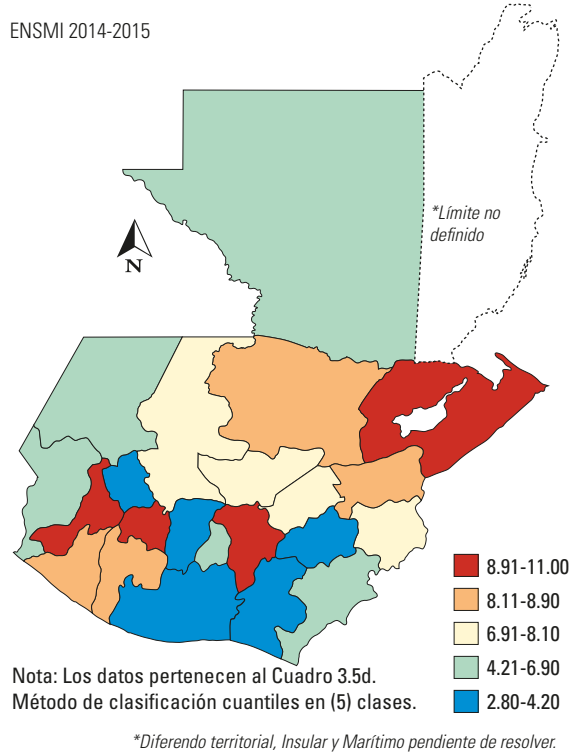 ENSMI 2014-2015
*Límite no
definido
N
8.91-11.00
8.11-8.90
6.91-8.10
4.21-6.90
2.80-4.20
Nota: Los datos pertenecen al Cuadro 3.5d.
Método de clasificación cuantiles en (5) clases.
*Diferendo territorial, Insular y Marítimo pendiente de resolver.